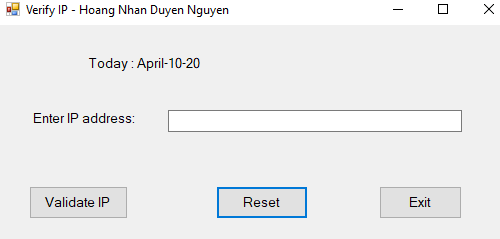 Verify IP - Hoang Nhan Duyen Nguyen
Today : April-10-20
Enter IP address:
Validate IP Reset Exit